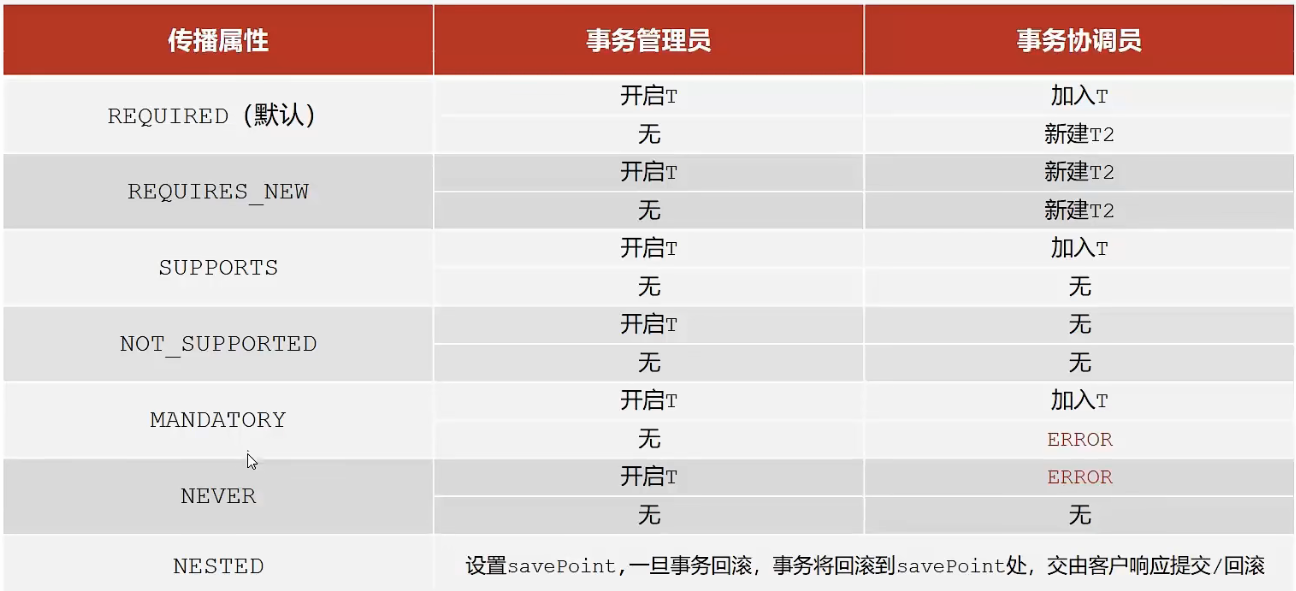 传播属性 事务管理员 事务协调员
REQUIRED（默认） 开启T 加入T
无 新建T2
REQUIRES_NEW 开启T 新建T2
无 新建T2
SUPPORTS 开启T 加入T
无 无
NOT_SUPPORTED 开启T 无
无 无
MANDATORY 开启T 加入T
无 ERROR
NEVER 开启T ERROR
无 无
NESTED 设置savePoint,一旦事务回滚，事务将回滚到savePoint处，交由客户响应提交/回滚